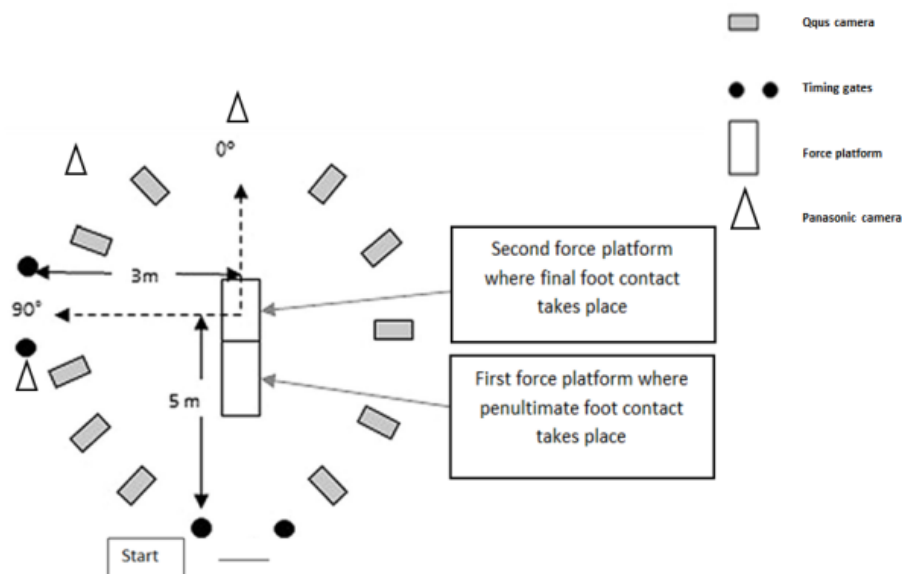 Qqus camera
Timing gates
Force platform
Panasonic camera
0°
3m
90°
5 m
Second force platform
where final foot contact
takes place
First force platform where
penultimate foot contact
takes place
Start